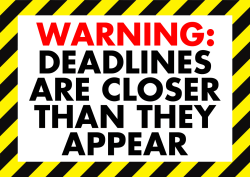 WARNING:
DEADLINES
ARE CLOSER
THAN THEY
APPEAR